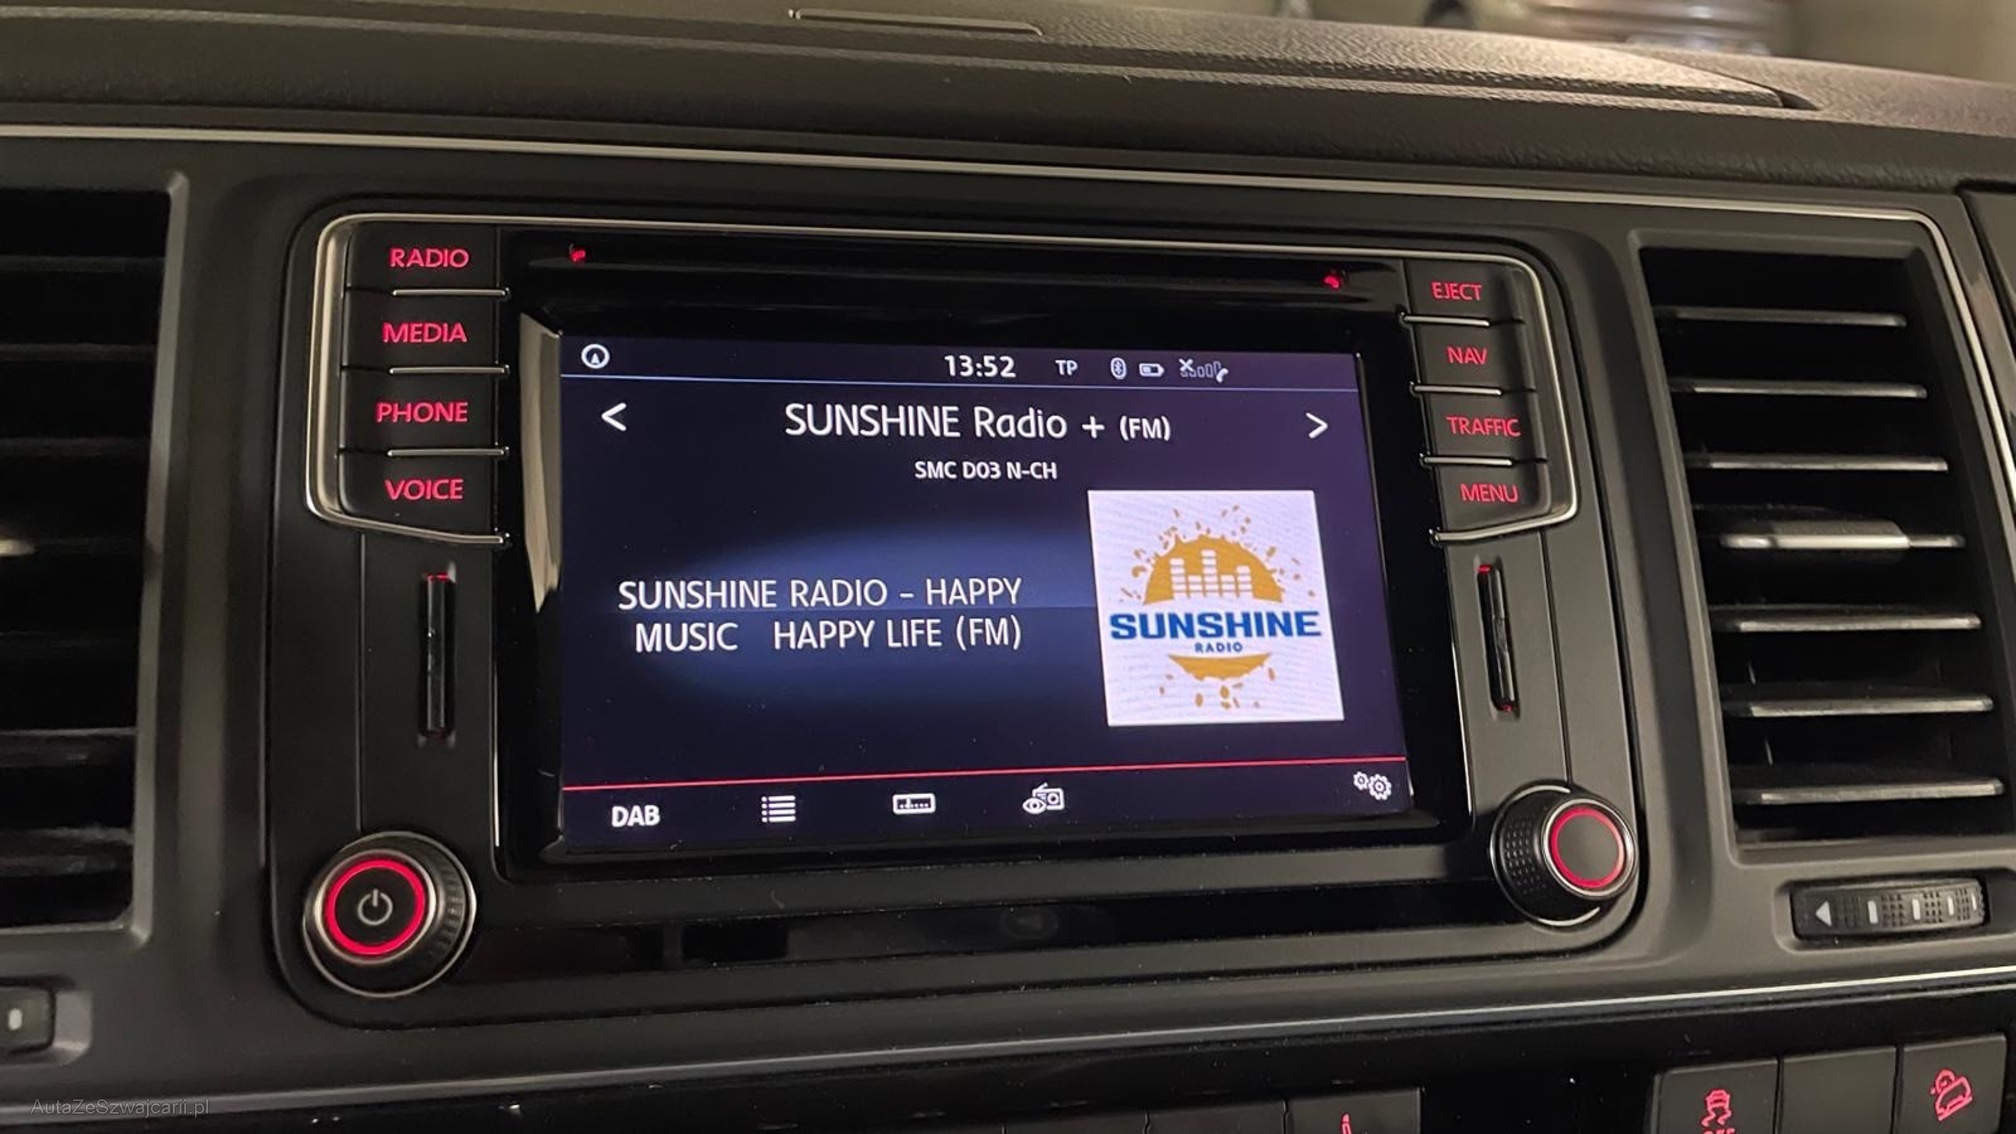 RADIO
MEDIA
PHONE
VOICE
EJECT
NAV
TRAFFIC
MENU
13:52 TP
< SUNSHINE Radio + (FM) >
SMC D03 N-CH
SUNSHINE RADIO - HAPPY
MUSIC HAPPY LIFE (FM)
SUNSHINE
RADIO
DAB
AutaZeSzwajcarii.pl